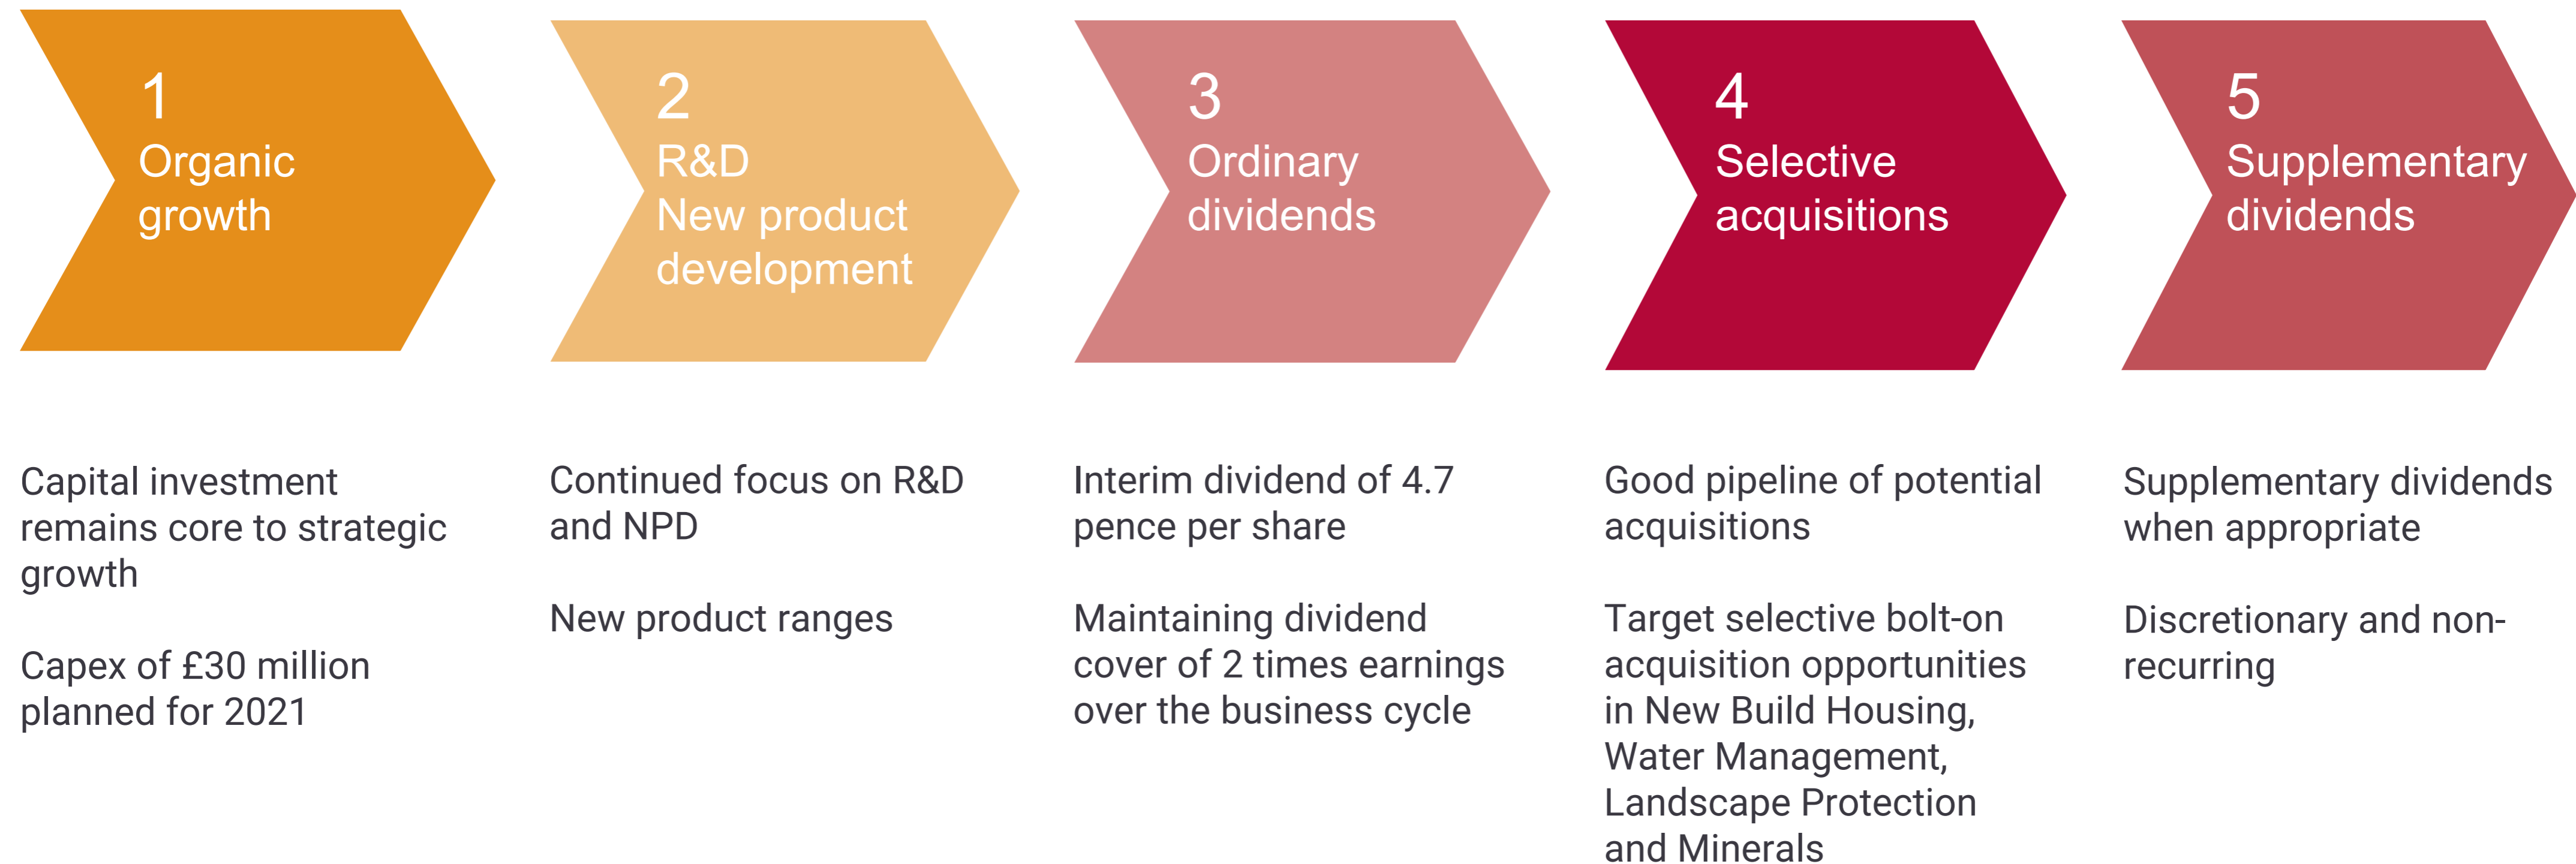 1
Organic
growth
2
R&D
New product
development
3
Ordinary
dividends
4
Selective
acquisitions
5
Supplementary
dividends
Capital investment
remains core to strategic
growth
Capex of £30 million
planned for 2021
Continued focus on R&D
and NPD
New product ranges
Interim dividend of 4.7
pence per share
Maintaining dividend
cover of 2 times earnings
over the business cycle
Good pipeline of potential
acquisitions
Target selective bolt-on
acquisition opportunities
in New Build Housing,
Water Management,
Landscape Protection
and Minerals
Supplementary dividends
when appropriate
Discretionary and non-
recurring